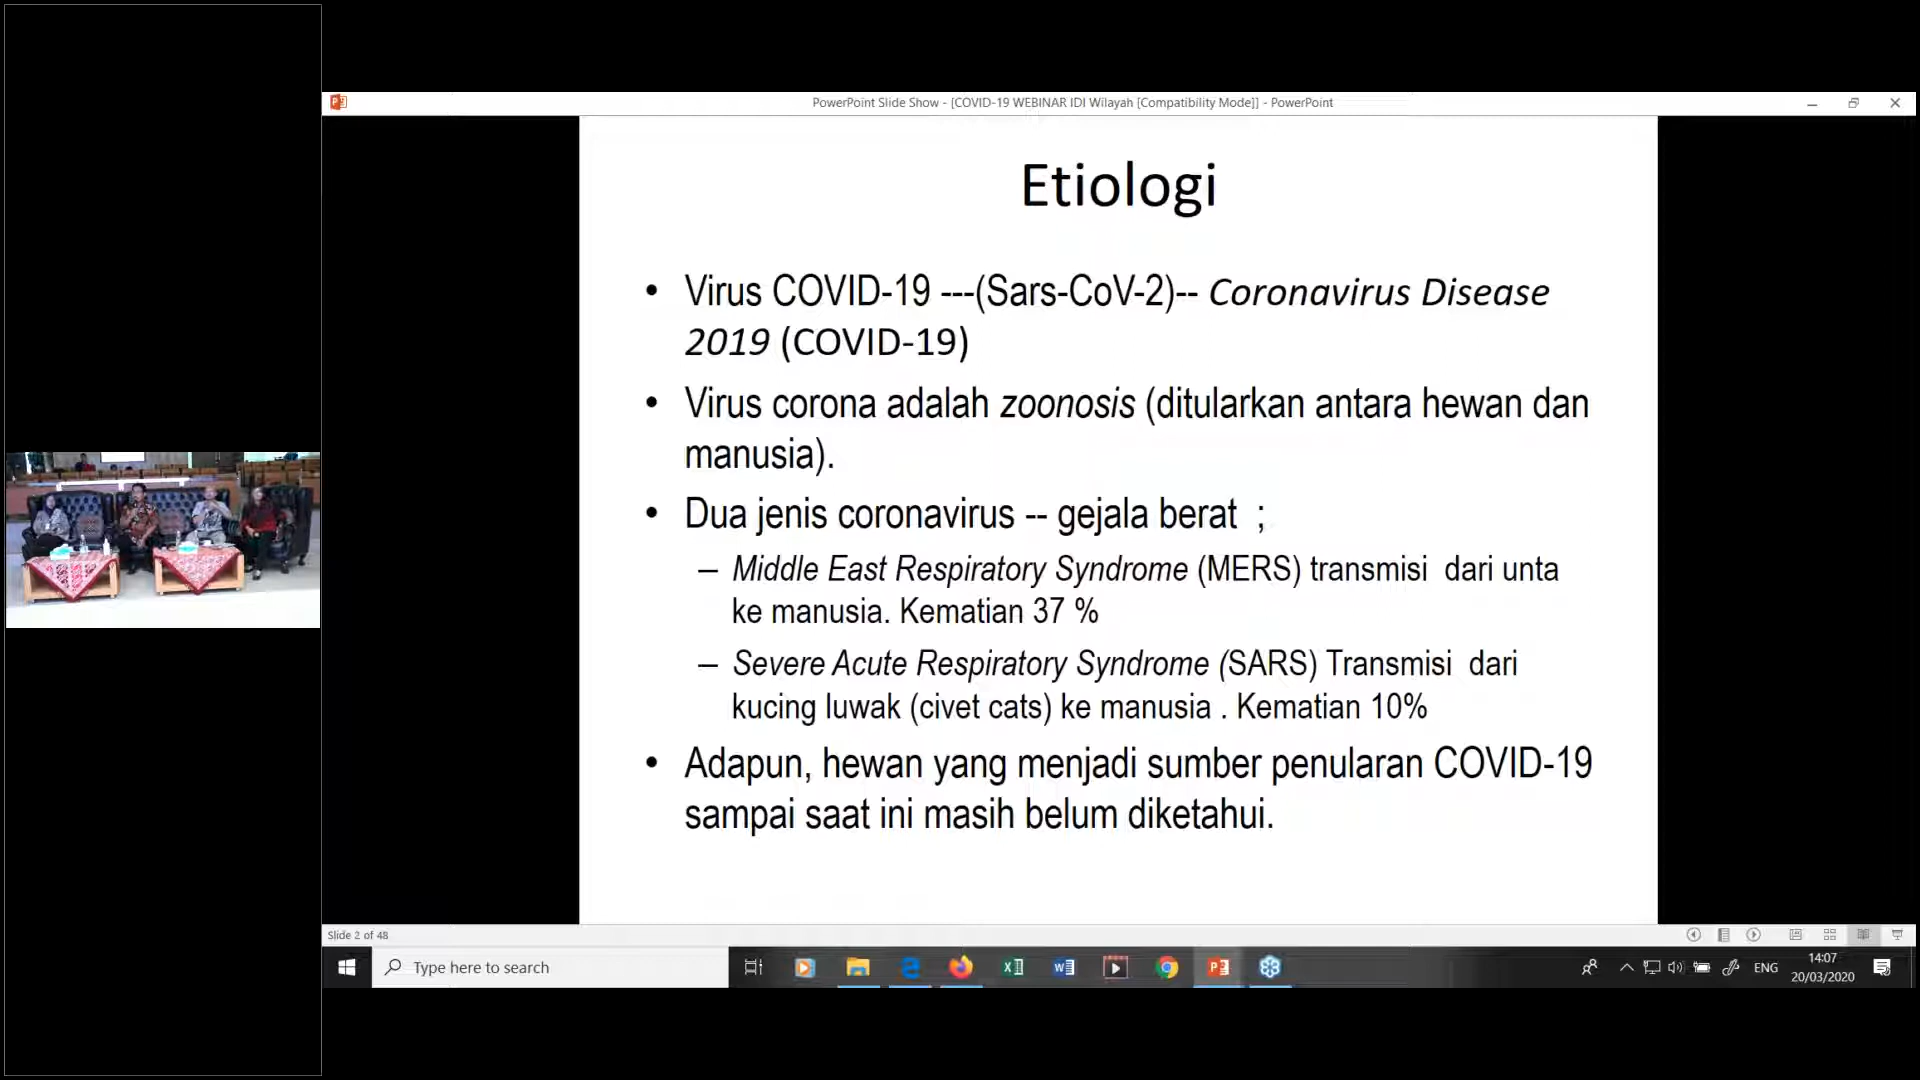 PowerPoint Slide Show - [COVID-19 WEBINAR IDI Wilayah [Compatibility Mode]] - PowerPoint
Etiologi
• Virus COVID-19 ---(Sars-CoV-2)-- Coronavirus Disease
2019 (COVID-19)
• Virus corona adalah zoonosis (ditularkan antara hewan dan
manusia).
• Dua jenis coronavirus -- gejala berat ;
– Middle East Respiratory Syndrome (MERS) transmisi dari unta
ke manusia. Kematian 37 %
– Severe Acute Respiratory Syndrome (SARS) Transmisi dari
kucing luwak (civet cats) ke manusia . Kematian 10%
• Adapun, hewan yang menjadi sumber penularan COVID-19
sampai saat ini masih belum diketahui.
Slide 2 of 48
Type here to search
ENG
14:07
20/03/2020